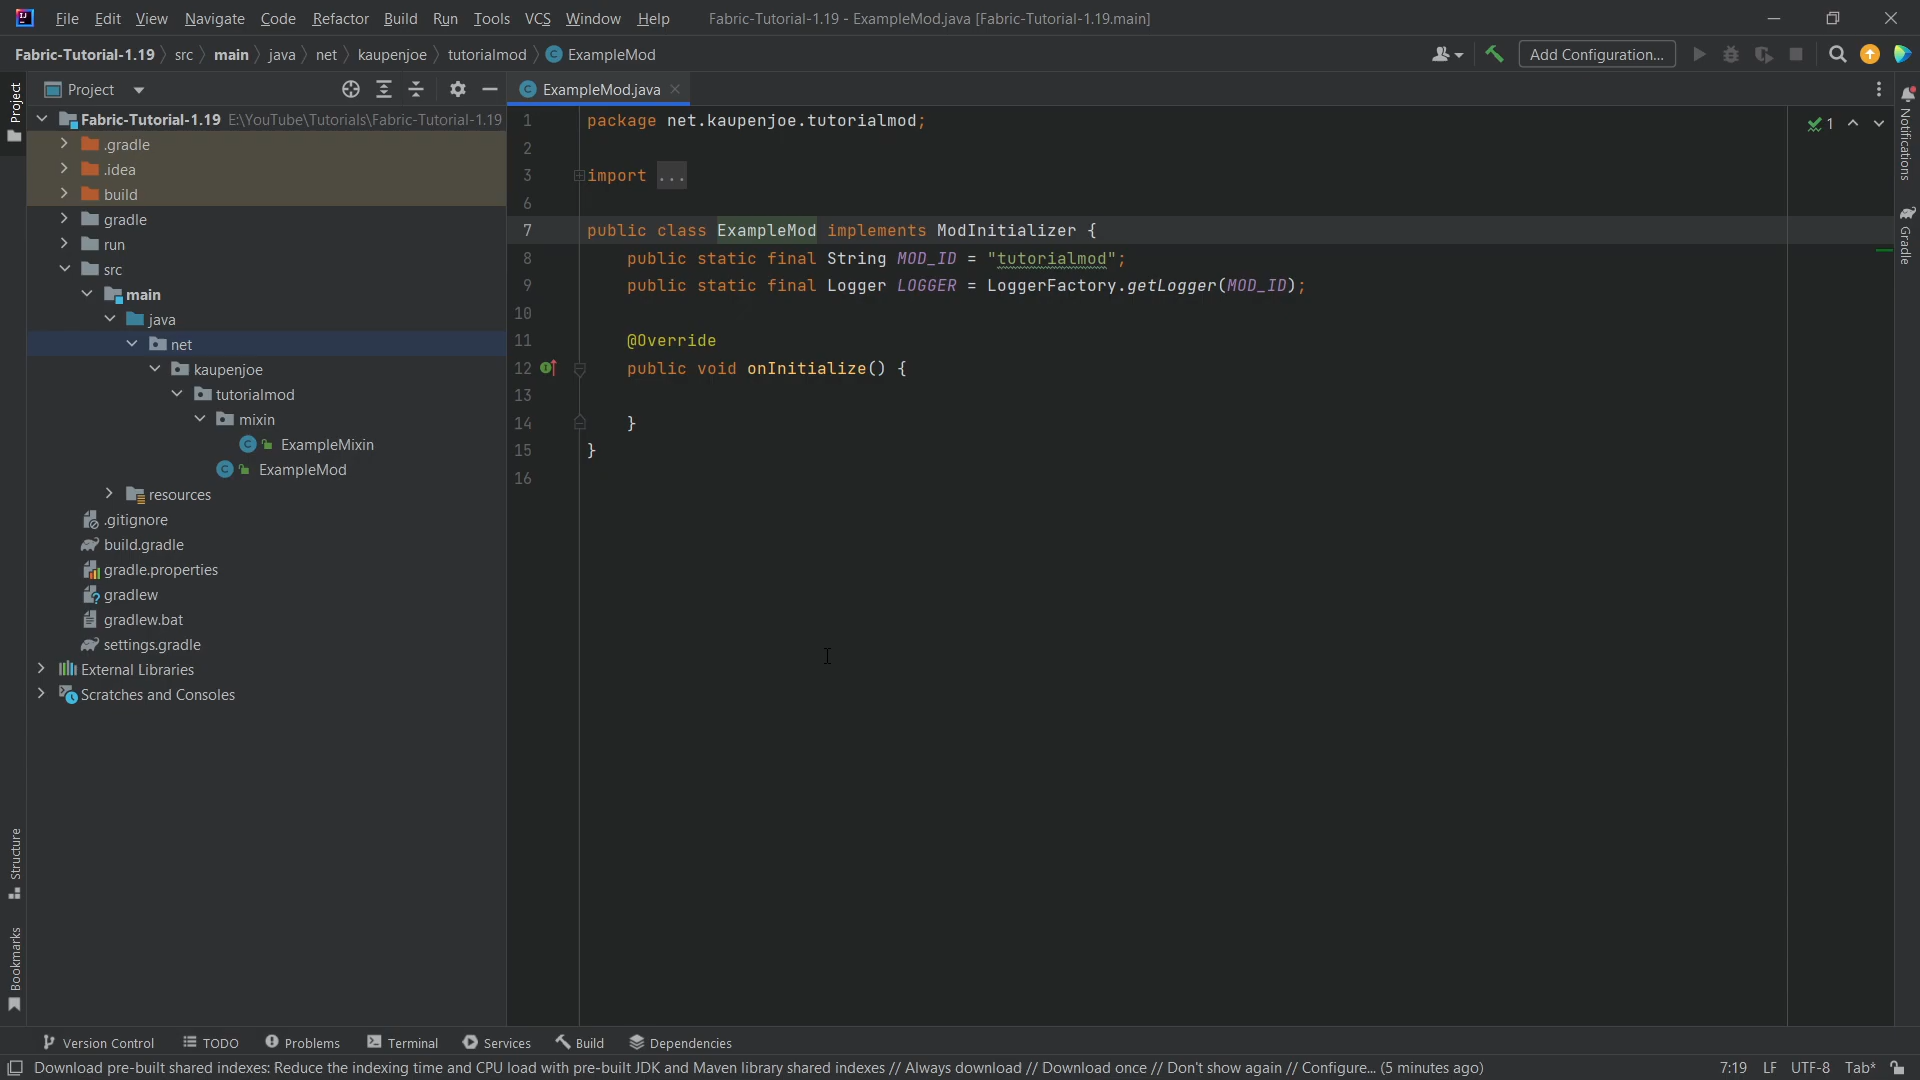 File Edit View Navigate Code Refactor Build Run Tools VCS Window Help Fabric-Tutorial-1.19 - ExampleMod.java [Fabric-Tutorial-1.19.main]
Fabric-Tutorial-1.19 src main java net kaupenjoe tutorialmod ExampleMod Add Configuration...
Project
Project
ExampleMod.java
Fabric-Tutorial-1.19 E:\YouTube\Tutorials\Fabric-Tutorial-1.19
.gradle
.idea
build
gradle
run
src
main
java
net
kaupenjoe
tutorialmod
mixin
ExampleMixin
ExampleMod
resources
.gitignore
build.gradle
gradle.properties
gradlew
gradlew.bat
settings.gradle
External Libraries
Scratches and Consoles
Structure
Bookmarks
1 package net.kaupenjoe.tutorialmod;
2
3 import ...
6
7 public class ExampleMod implements ModInitializer {
8 public static final String MOD_ID = "tutorialmod";
9 public static final Logger LOGGER = LoggerFactory.getLogger(MOD_ID);
10
11 @Override
12 public void onInitialize() {
13
14 }
15 }
16
1
Notifications
Gradle
Version Control TODO Problems Terminal Services Build Dependencies
Download pre-built shared indexes: Reduce the indexing time and CPU load with pre-built JDK and Maven library shared indexes // Always download // Download once // Don't show again // Configure... (5 minutes ago) 7:19 LF UTF-8 Tab*